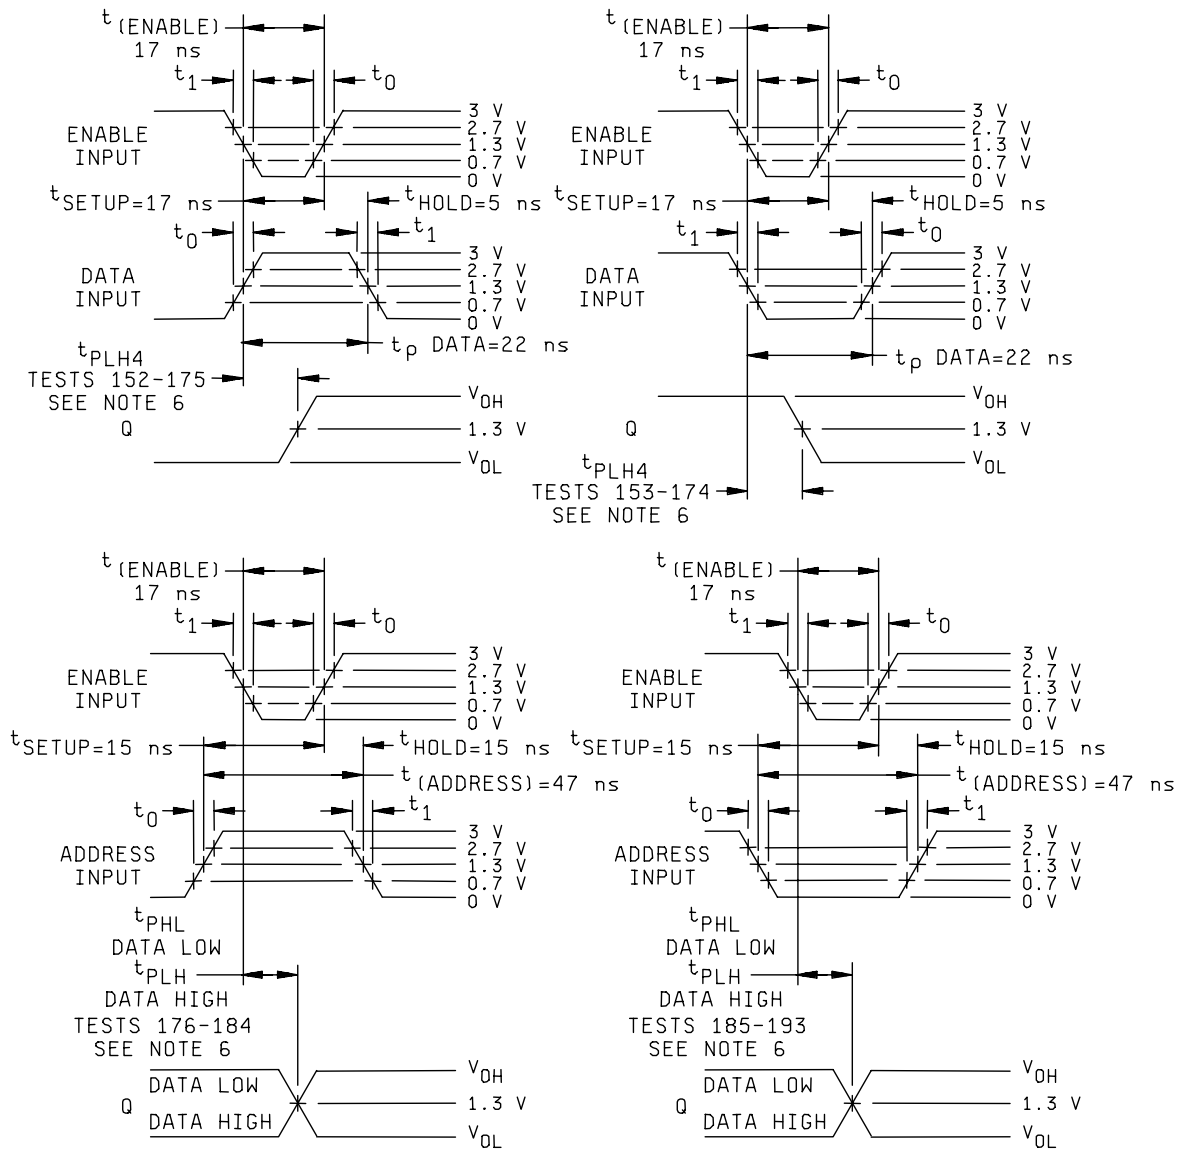 t(ENABLE)
17 ns
t1
t0
ENABLE
INPUT
3 V
2.7 V
1.3 V
0.7 V
0 V
tSETUP=17 ns
tHOLD=5 ns
t0
t1
DATA
INPUT
3 V
2.7 V
1.3 V
0.7 V
0 V
tp DATA=22 ns
tPLH4
TESTS 152-175
SEE NOTE 6
Q
VOH
1.3 V
VOL
t(ENABLE)
17 ns
t1
t0
ENABLE
INPUT
3 V
2.7 V
1.3 V
0.7 V
0 V
tSETUP=17 ns
tHOLD=5 ns
t1
t0
DATA
INPUT
3 V
2.7 V
1.3 V
0.7 V
0 V
tp DATA=22 ns
Q
VOH
1.3 V
VOL
tPLH4
TESTS 153-174
SEE NOTE 6
t(ENABLE)
17 ns
t1
t0
ENABLE
INPUT
3 V
2.7 V
1.3 V
0.7 V
0 V
tSETUP=15 ns
tHOLD=15 ns
t(ADDRESS)=47 ns
t0
t1
ADDRESS
INPUT
3 V
2.7 V
1.3 V
0.7 V
0 V
tPHL
DATA LOW
tPLH
DATA HIGH
TESTS 176-184
SEE NOTE 6
Q
DATA LOW
DATA HIGH
VOH
1.3 V
VOL
t(ENABLE)
17 ns
t1
t0
ENABLE
INPUT
3 V
2.7 V
1.3 V
0.7 V
0 V
tSETUP=15 ns
tHOLD=15 ns
t(ADDRESS)=47 ns
t0
t1
ADDRESS
INPUT
3 V
2.7 V
1.3 V
0.7 V
0 V
tPHL
DATA LOW
tPLH
DATA HIGH
TESTS 185-193
SEE NOTE 6
Q
DATA LOW
DATA HIGH
VOH
1.3 V
VOL